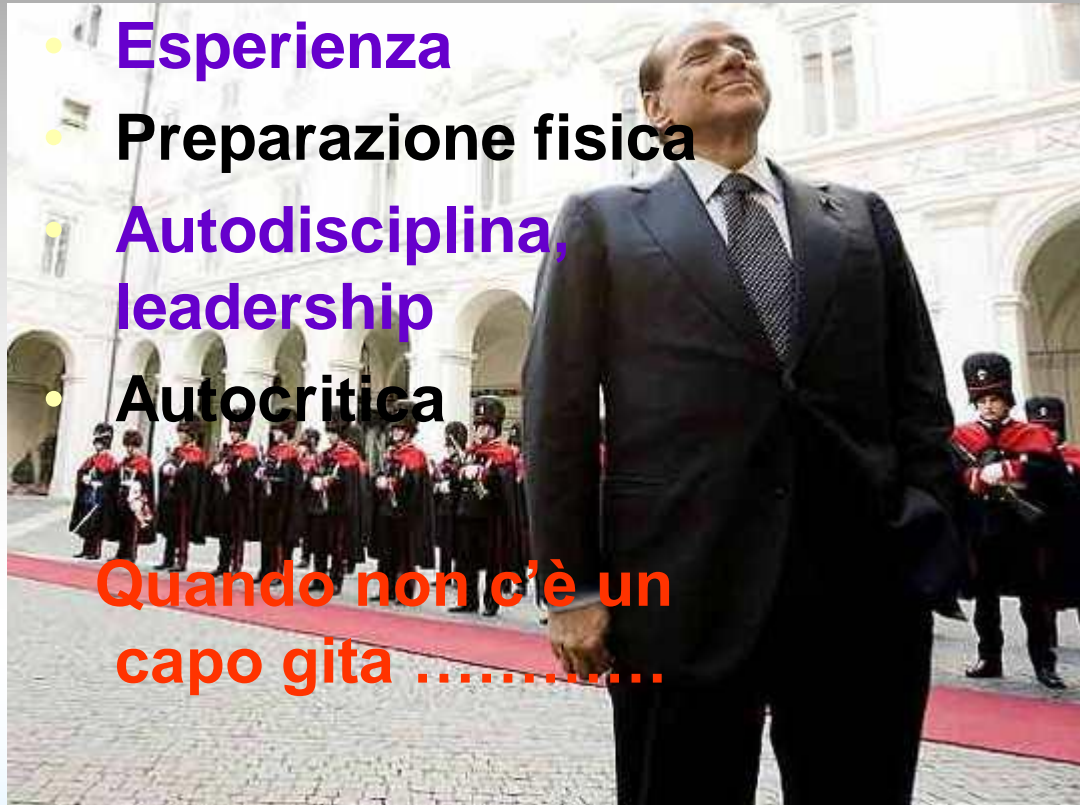 • Esperienza
• Preparazione fisica
• Autodisciplina,
leadership
• Autocritica
Quando non c’è un
capo gita …………